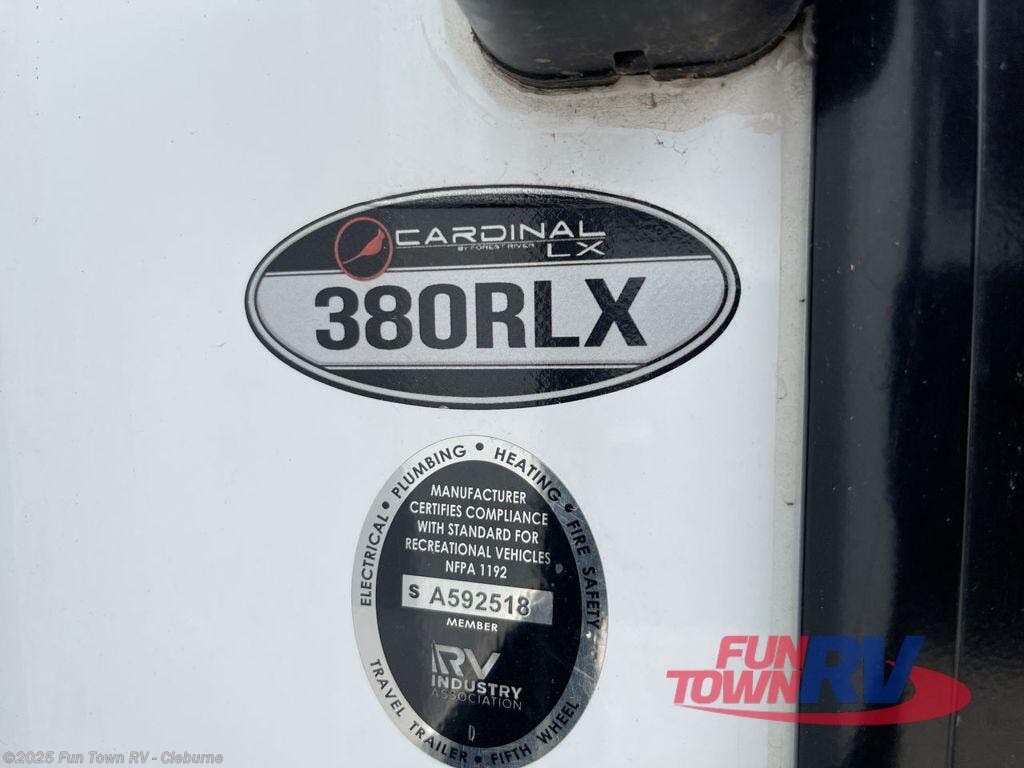 CARDINAL
BY FOREST RIVER
LX
380RLX
ELECTRICAL • PLUMBING • HEATING • FIRE SAFETY •
MANUFACTURER
CERTIFIES COMPLIANCE
WITH STANDARD FOR
RECREATIONAL VEHICLES
NFPA 1192
S A592518
MEMBER
RV
INDUSTRY
ASSOCIATION
D
TRAVEL TRAILER • FIFTH WHEEL
FUN
TOWN RV
©2025 Fun Town RV - Cleburne